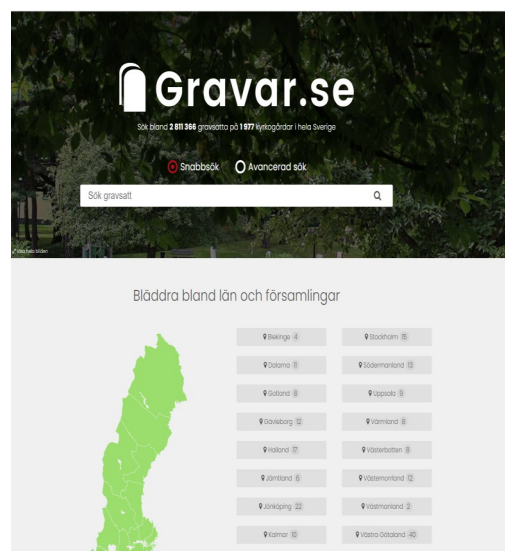 Gravar.se
Sök bland 2 811 366 gravsatta på 1 977 kyrkogårdar i hela Sverige
Snabbsök
Avancerad sök
Sök gravsatt
Visa hela bilden
Bläddra bland län och församlingar
Blekinge 4
Stockholm 15
Dalarna 11
Södermanland 13
Gotland 8
Uppsala 9
Gävleborg 12
Värmland 8
Halland 17
Västerbotten 8
Jämtland 6
Västernorrland 12
Jönköping 22
Västmanland 2
Kalmar 10
Västra Götaland 40